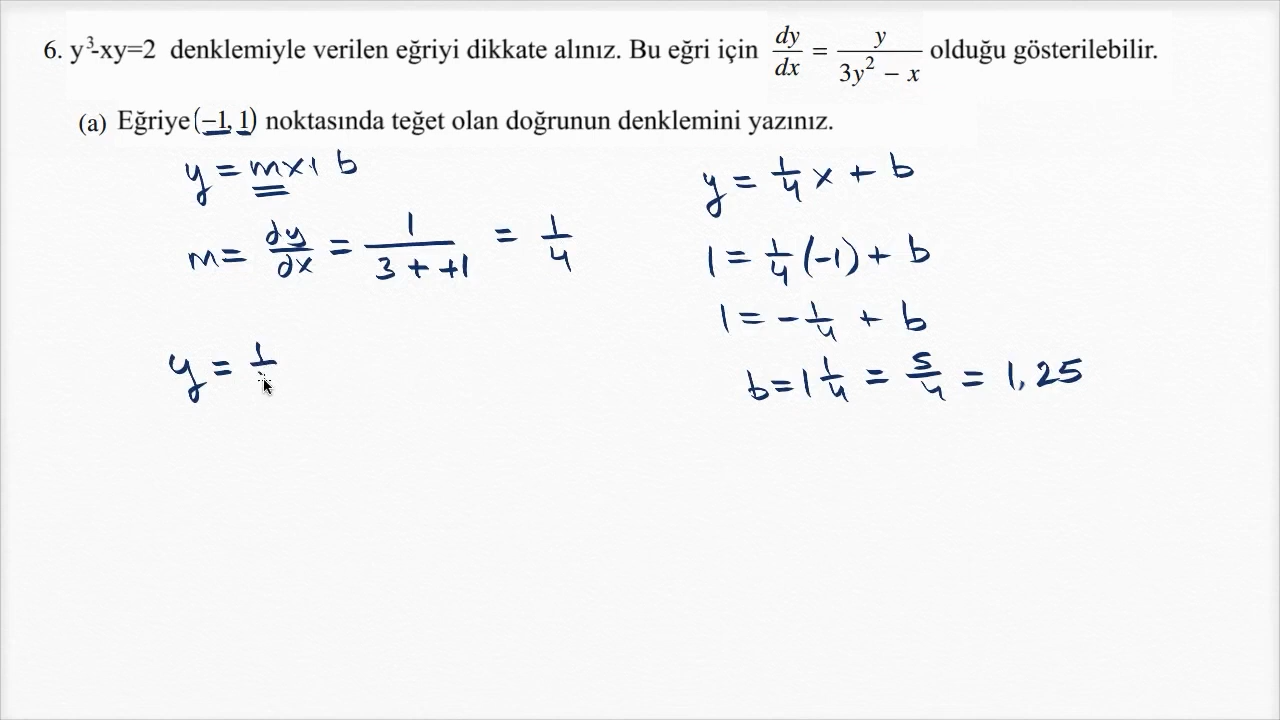 6. y³-xy=2 denklemiyle verilen eğriyi dikkate alınız. Bu eğri için dy/dx = y/(3y² − x) olduğu gösterilebilir.
(a) Eğriye (−1, 1) noktasında teğet olan doğrunun denklemini yazınız.
y = mx + b
m = dy/dx = 1/(3 + +1) = 1/4
y = 1/
y = 1/4 x + b
1 = 1/4 (-1) + b
1 = - 1/4 + b
b = 1 1/4 = 5/4 = 1,25